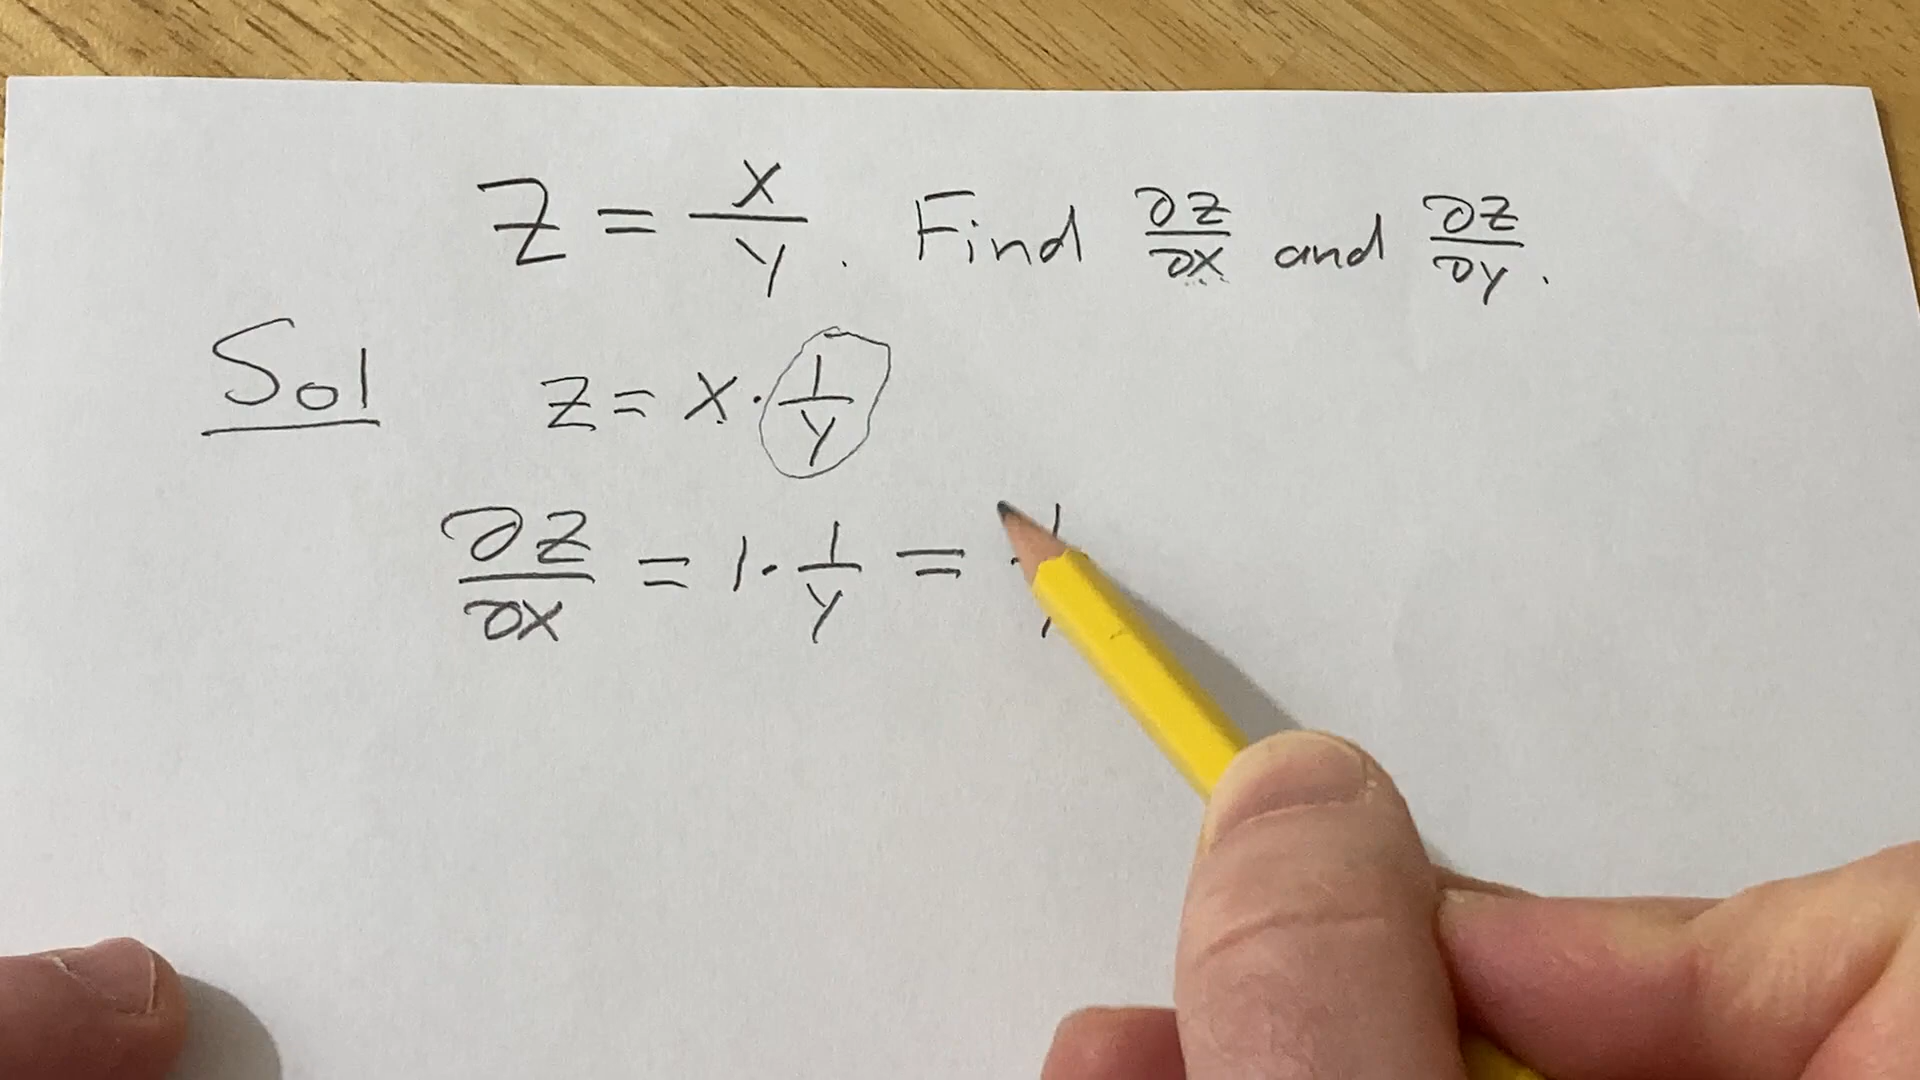 Z = X/Y. Find ∂Z/∂X and ∂Z/∂Y.
Sol Z = X · 1/Y
∂Z/∂X = 1 · 1/Y =